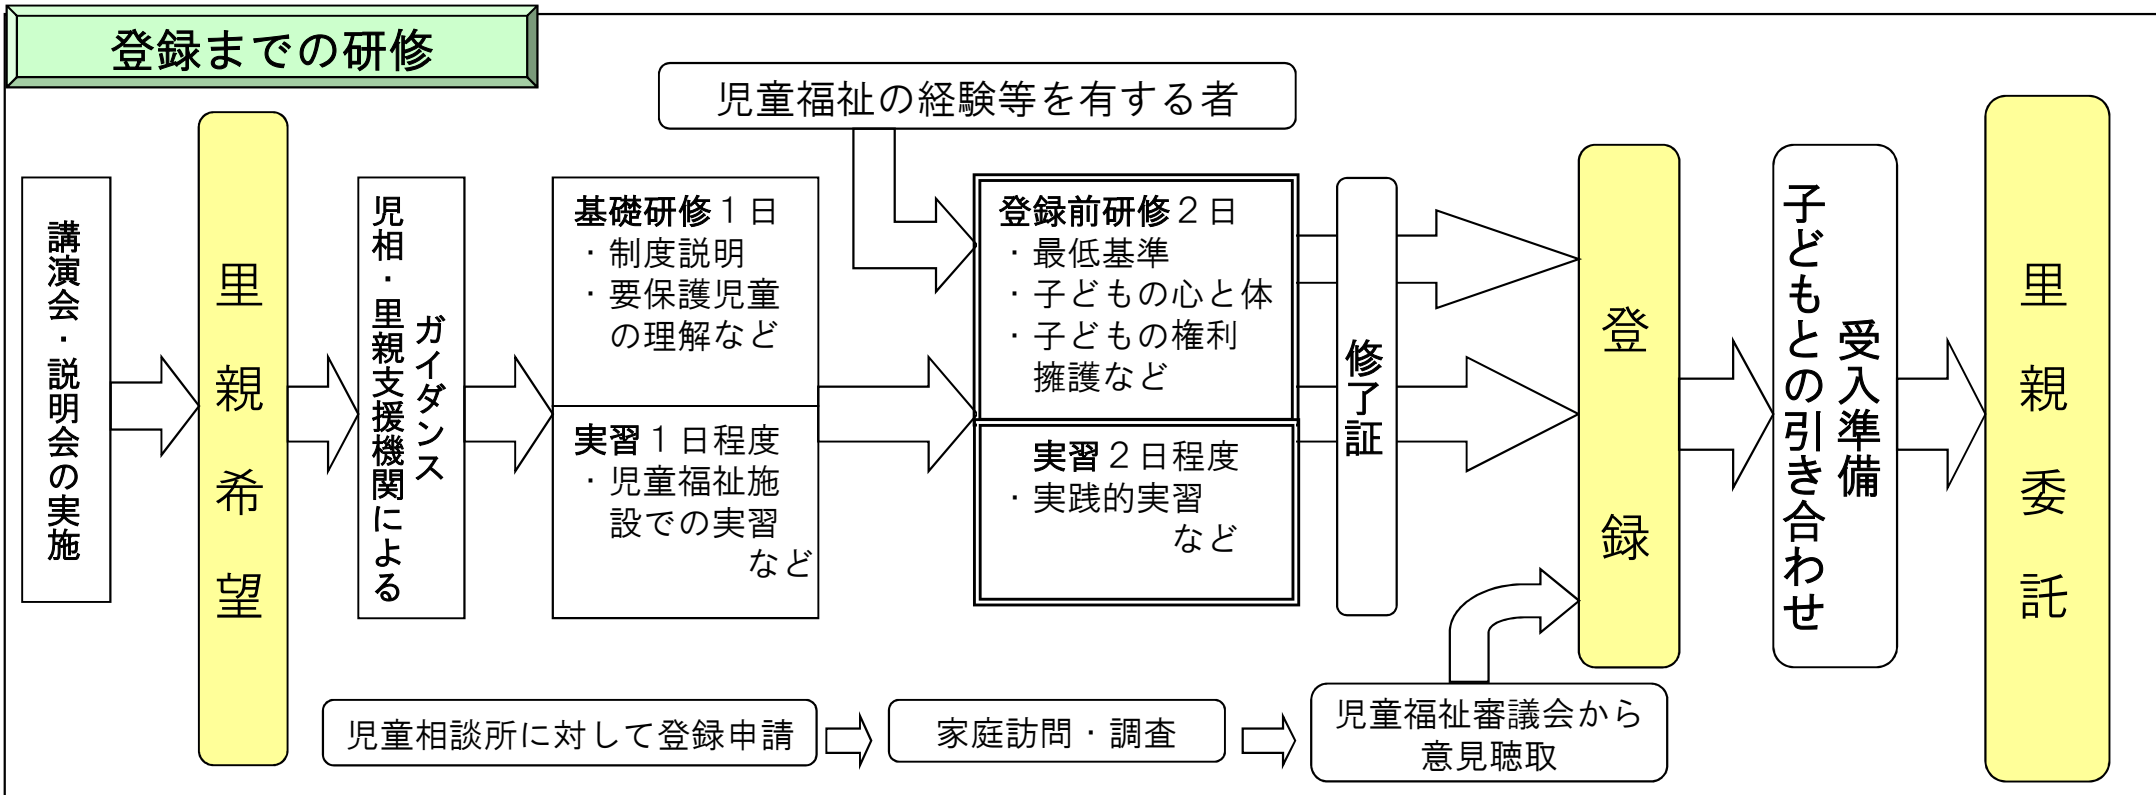 登録までの研修
児童福祉の経験等を有する者
講演会・説明会の実施
里親希望
児相・里親支援機関による
ガイダンス
基礎研修１日
・制度説明
・要保護児童
の理解など
実習１日程度
・児童福祉施
設での実習
など
登録前研修２日
・最低基準
・子どもの心と体
・子どもの権利
擁護など
実習２日程度
・実践的実習
など
修了証
登録
子どもとの引き合わせ
受入準備
里親委託
児童相談所に対して登録申請
家庭訪問・調査
児童福祉審議会から
意見聴取